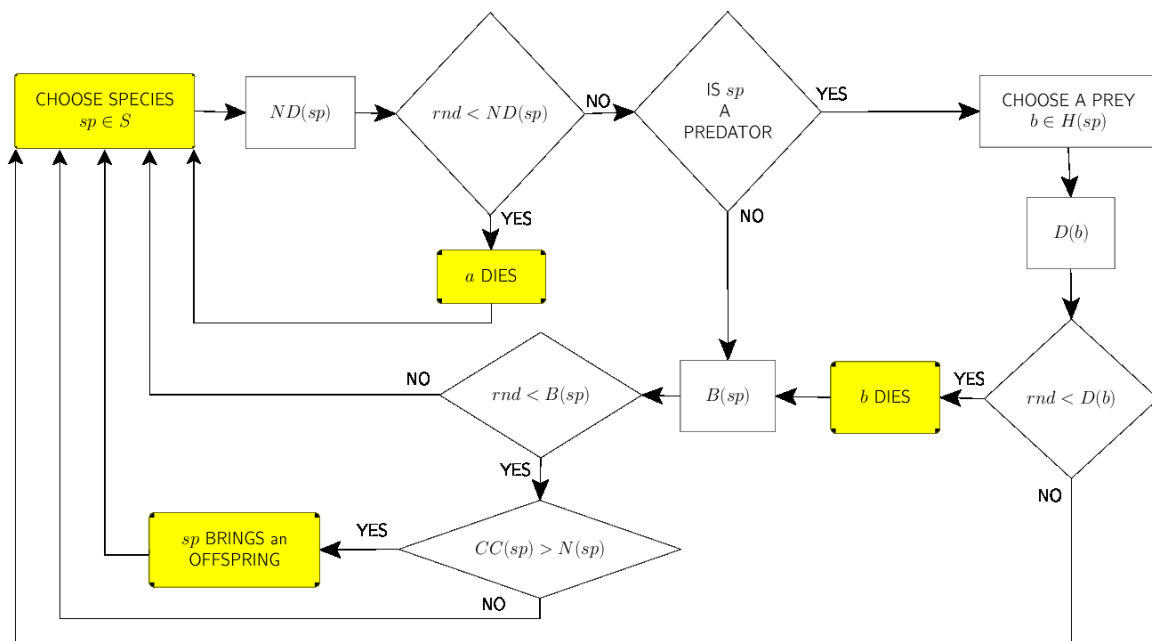 CHOOSE SPECIES
sp ∈ S
ND(sp)
rnd < ND(sp)
NO
IS sp
A
PREDATOR
YES
CHOOSE A PREY
b ∈ H(sp)
YES
NO
D(b)
a DIES
NO
rnd < B(sp)
B(sp)
b DIES
YES
rnd < D(b)
YES
NO
sp BRINGS an
OFFSPRING
YES
CC(sp) > N(sp)
NO